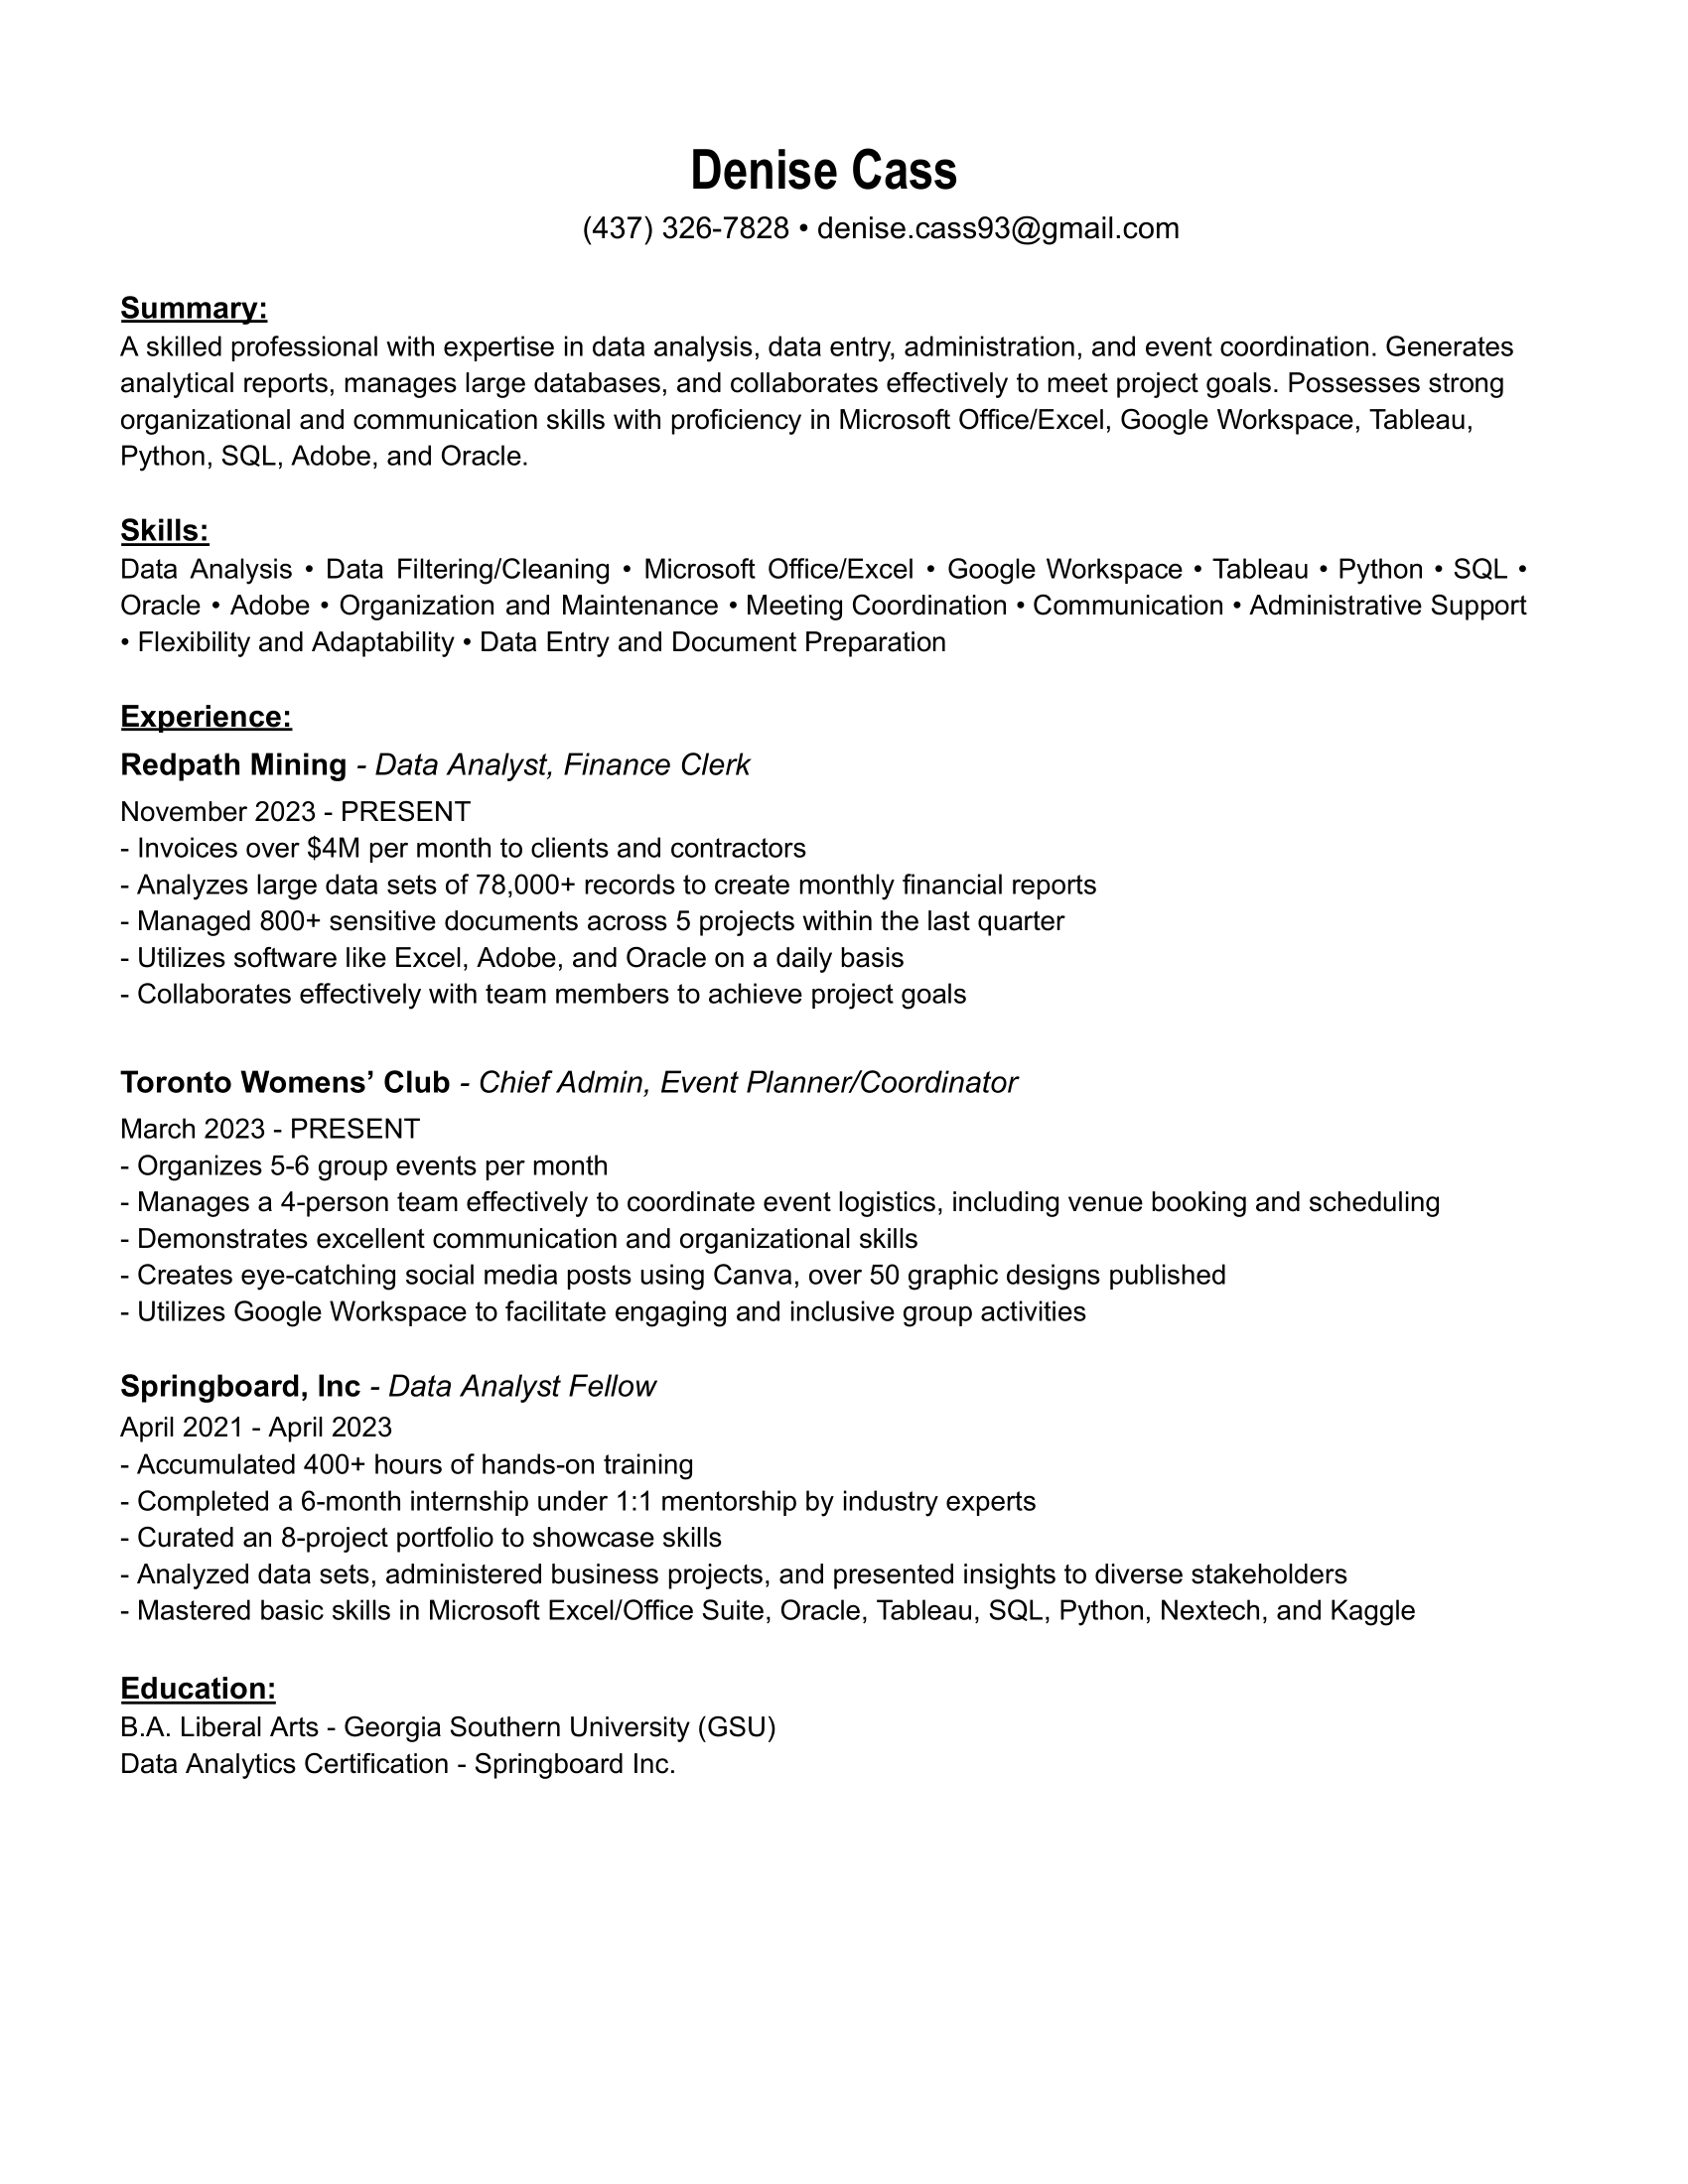 Denise Cass
(437) 326-7828 • denise.cass93@gmail.com
Summary:
A skilled professional with expertise in data analysis, data entry, administration, and event coordination. Generates
analytical reports, manages large databases, and collaborates effectively to meet project goals. Possesses strong
organizational and communication skills with proficiency in Microsoft Office/Excel, Google Workspace, Tableau,
Python, SQL, Adobe, and Oracle.
Skills:
Data Analysis • Data Filtering/Cleaning • Microsoft Office/Excel • Google Workspace • Tableau • Python • SQL •
Oracle • Adobe • Organization and Maintenance • Meeting Coordination • Communication • Administrative Support
• Flexibility and Adaptability • Data Entry and Document Preparation
Experience:
Redpath Mining - Data Analyst, Finance Clerk
November 2023 - PRESENT
- Invoices over $4M per month to clients and contractors
- Analyzes large data sets of 78,000+ records to create monthly financial reports
- Managed 800+ sensitive documents across 5 projects within the last quarter
- Utilizes software like Excel, Adobe, and Oracle on a daily basis
- Collaborates effectively with team members to achieve project goals
Toronto Womens’ Club - Chief Admin, Event Planner/Coordinator
March 2023 - PRESENT
- Organizes 5-6 group events per month
- Manages a 4-person team effectively to coordinate event logistics, including venue booking and scheduling
- Demonstrates excellent communication and organizational skills
- Creates eye-catching social media posts using Canva, over 50 graphic designs published
- Utilizes Google Workspace to facilitate engaging and inclusive group activities
Springboard, Inc - Data Analyst Fellow
April 2021 - April 2023
- Accumulated 400+ hours of hands-on training
- Completed a 6-month internship under 1:1 mentorship by industry experts
- Curated an 8-project portfolio to showcase skills
- Analyzed data sets, administered business projects, and presented insights to diverse stakeholders
- Mastered basic skills in Microsoft Excel/Office Suite, Oracle, Tableau, SQL, Python, Nextech, and Kaggle
Education:
B.A. Liberal Arts - Georgia Southern University (GSU)
Data Analytics Certification - Springboard Inc.